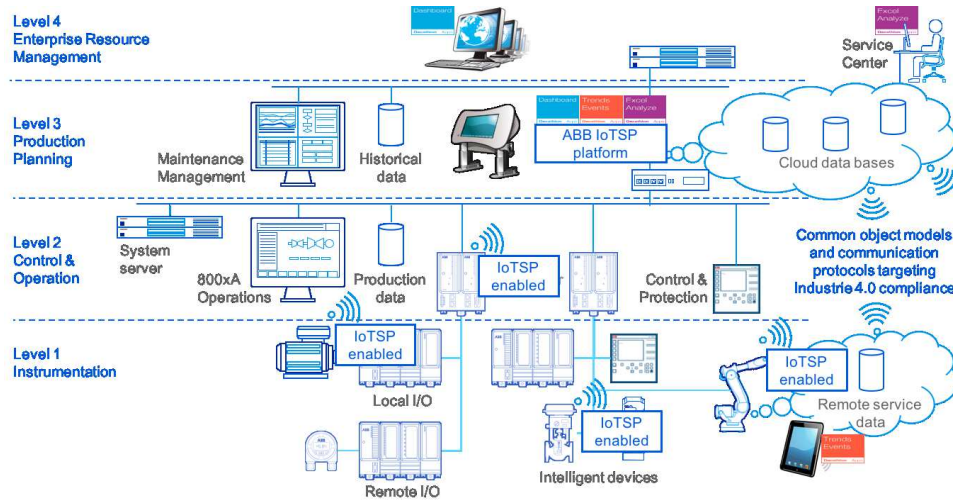 Level 4
Enterprise Resource
Management
Dashboard
Excel
Analyze
Service
Center
Level 3
Production
Planning
Maintenance
Management
Historical
data
Dashboard
Trends
Events
Excel
Analyze
ABB IoTSP
platform
Cloud data bases
Level 2
Control &
Operation
System
server
800xA
Operations
Production
data
IoTSP
enabled
Control &
Protection
Common object models
and communication
protocols targeting
Industrie 4.0 compliance
Level 1
Instrumentation
IoTSP
enabled
Local I/O
Remote I/O
IoTSP
enabled
Intelligent devices
IoTSP
enabled
Remote service
data
Trends
Events